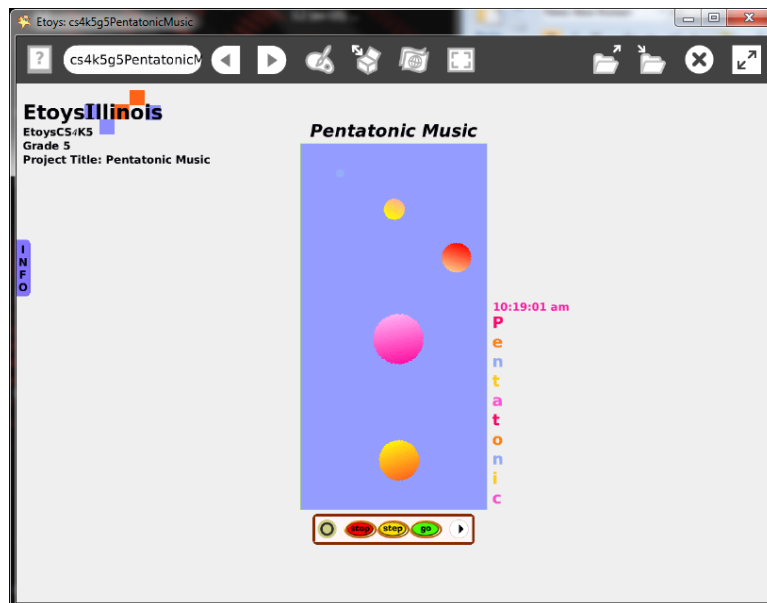 Etoys: cs4k5g5PentatonicMusic
?
cs4k5g5PentatonicM
EtoysIllinois
EtoysCS4K5
Grade 5
Project Title: Pentatonic Music
Pentatonic Music
I
N
F
O
10:19:01 am
P
e
n
t
a
t
o
n
i
c
stop step go